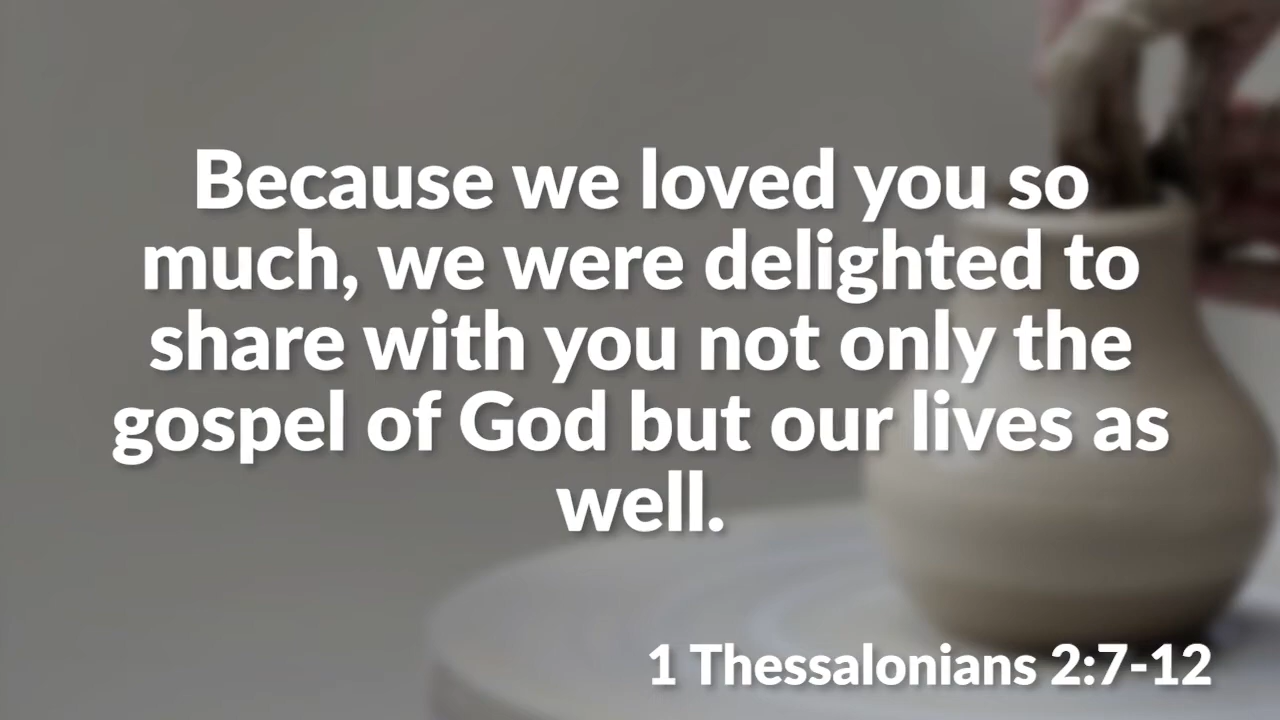 Because we loved you so
much, we were delighted to
share with you not only the
gospel of God but our lives as
well.
1 Thessalonians 2:7-12